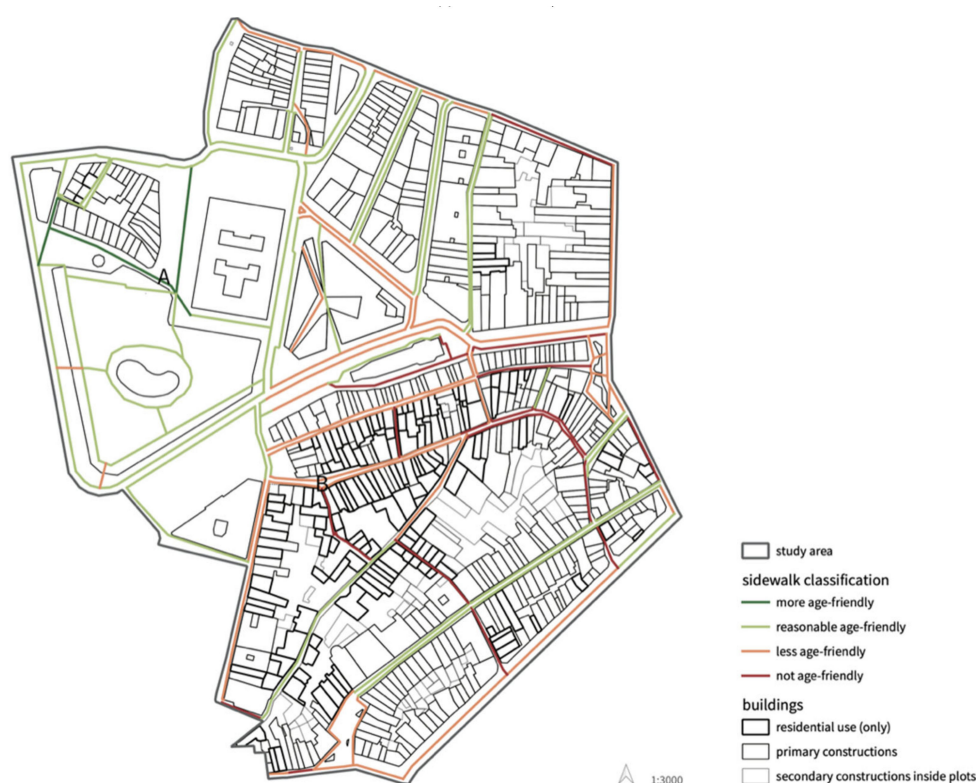 A
B
study area
sidewalk classification
more age-friendly
reasonable age-friendly
less age-friendly
not age-friendly
buildings
residential use (only)
primary constructions
secondary constructions inside plots
1:3000